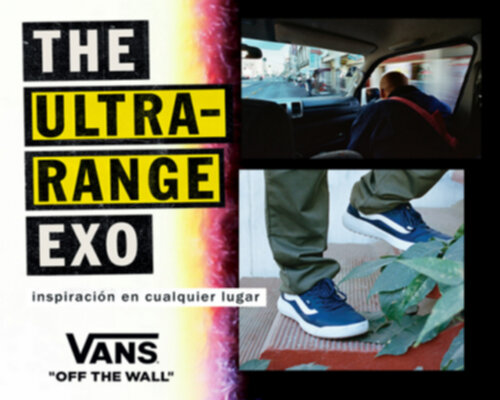 THE
ULTRA-
RANGE
EXO
inspiración en cualquier lugar
VANS
"OFF THE WALL"